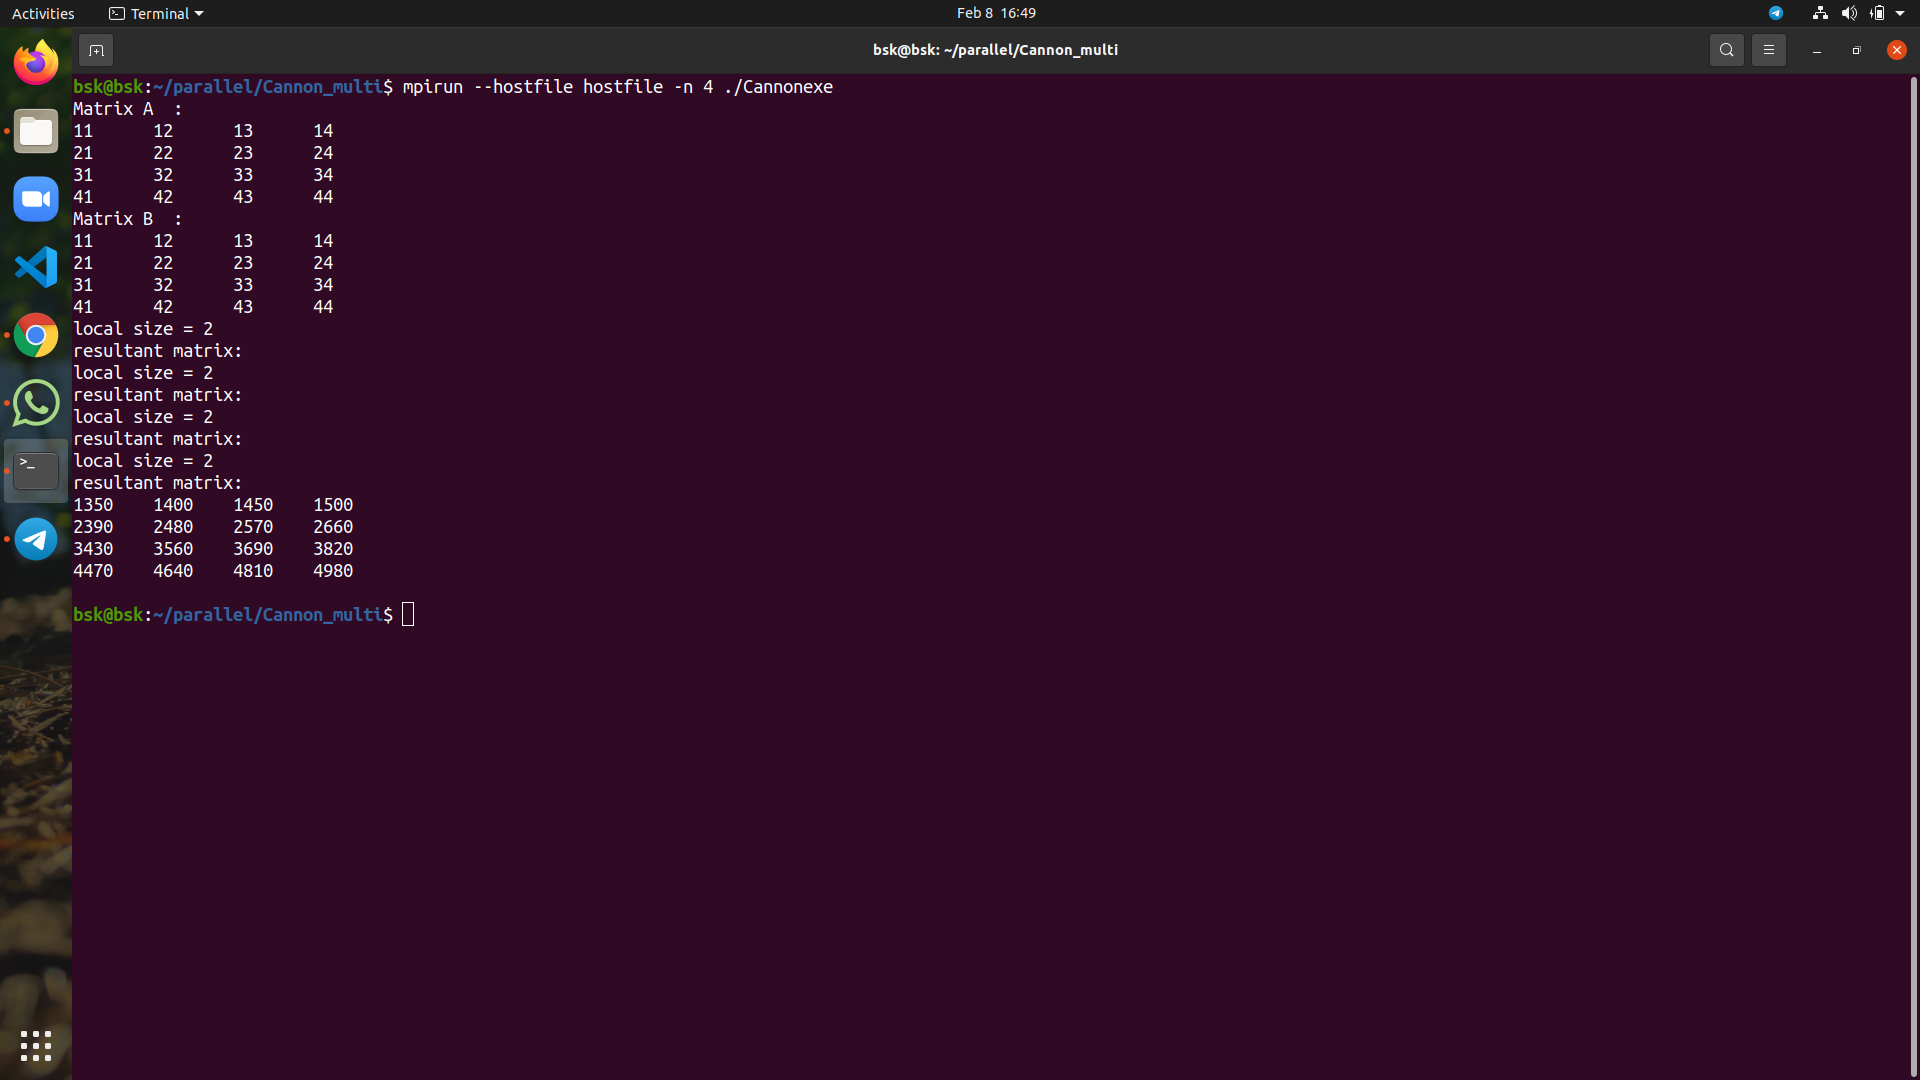 Activities Terminal Feb 8 16:49
bsk@bsk: ~/parallel/Cannon_multi
bsk@bsk:~/parallel/Cannon_multi$ mpirun --hostfile hostfile -n 4 ./Cannonexe
Matrix A :
11 12 13 14
21 22 23 24
31 32 33 34
41 42 43 44
Matrix B :
11 12 13 14
21 22 23 24
31 32 33 34
41 42 43 44
local size = 2
resultant matrix:
local size = 2
resultant matrix:
local size = 2
resultant matrix:
local size = 2
resultant matrix:
1350 1400 1450 1500
2390 2480 2570 2660
3430 3560 3690 3820
4470 4640 4810 4980
bsk@bsk:~/parallel/Cannon_multi$